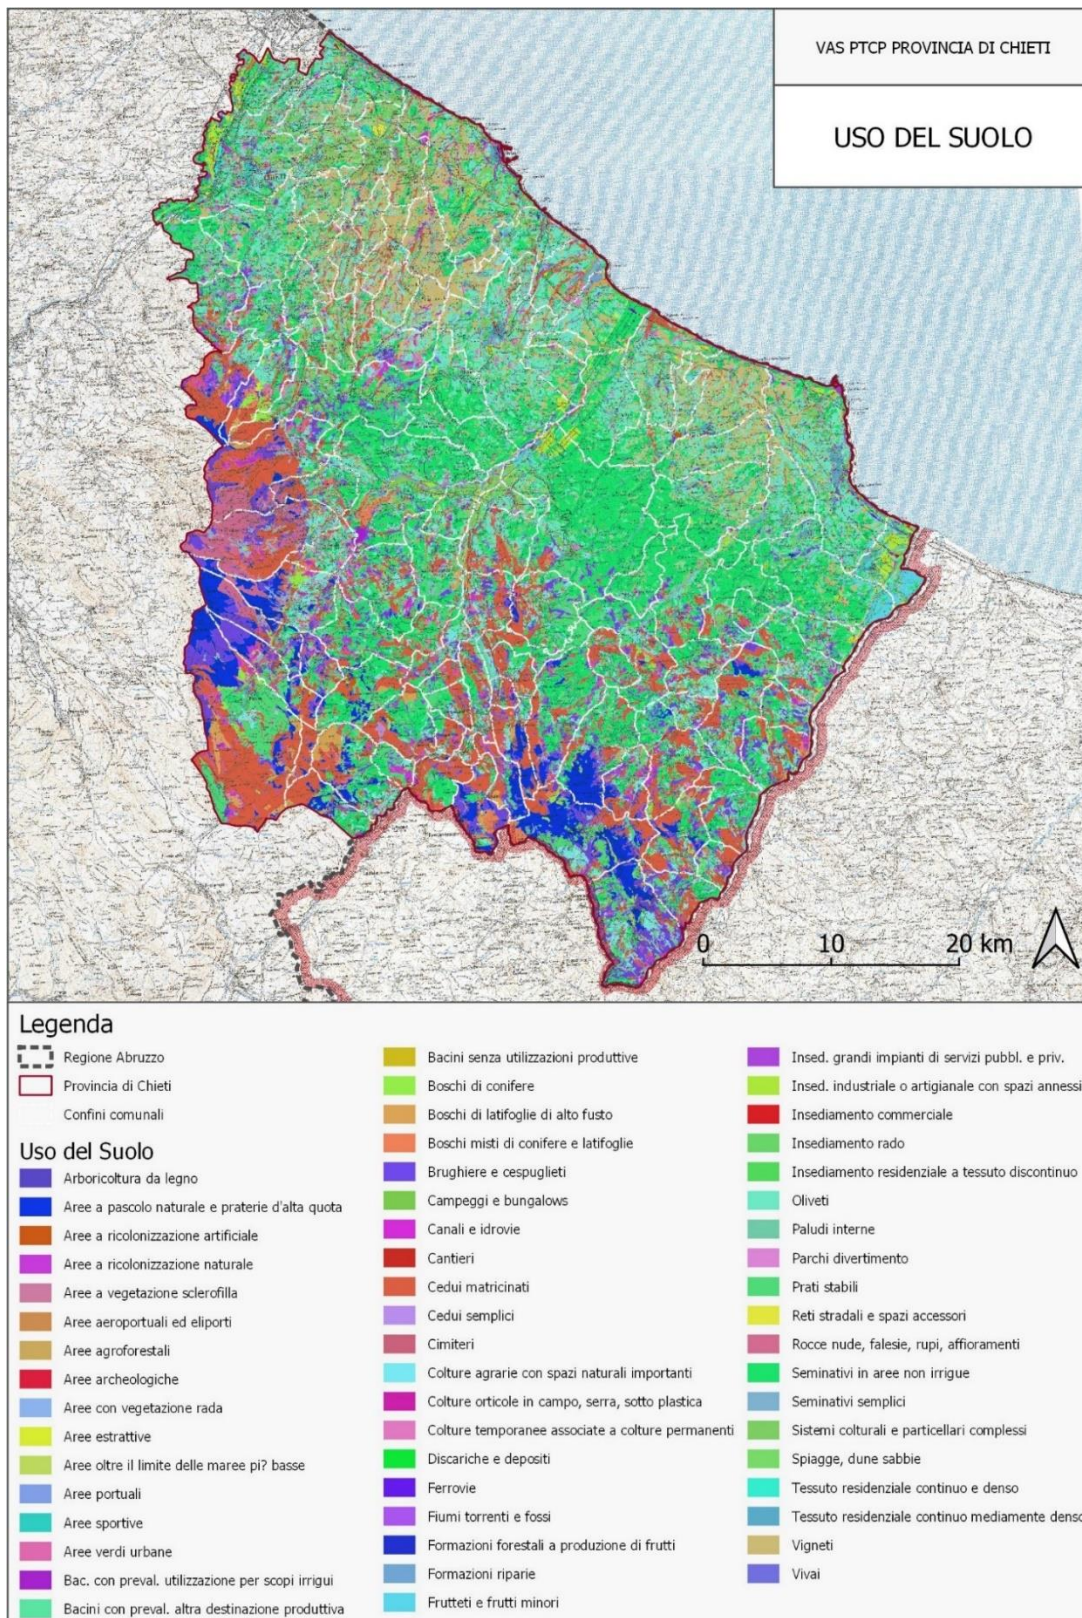 VAS PTCP PROVINCIA DI CHIETI
USO DEL SUOLO
0 10 20 km
Legenda
Regione Abruzzo
Provincia di Chieti
Confini comunali
Uso del Suolo
Arboricoltura da legno
Aree a pascolo naturale e praterie d'alta quota
Aree a ricolonizzazione artificiale
Aree a ricolonizzazione naturale
Aree a vegetazione sclerofilla
Aree aeroportuali ed eliporti
Aree agroforestali
Aree archeologiche
Aree con vegetazione rada
Aree estrattive
Aree oltre il limite delle maree pi? basse
Aree portuali
Aree sportive
Aree verdi urbane
Bac. con preval. utilizzazione per scopi irrigui
Bacini con preval. altra destinazione produttiva
Bacini senza utilizzazioni produttive
Boschi di conifere
Boschi di latifoglie di alto fusto
Boschi misti di conifere e latifoglie
Brughiere e cespuglieti
Campeggi e bungalows
Canali e idrovie
Cantieri
Cedui matricinati
Cedui semplici
Cimiteri
Colture agrarie con spazi naturali importanti
Colture orticole in campo, serra, sotto plastica
Colture temporanee associate a colture permanenti
Discariche e depositi
Ferrovie
Fiumi torrenti e fossi
Formazioni forestali a produzione di frutti
Formazioni riparie
Frutteti e frutti minori
Insed. grandi impianti di servizi pubbl. e priv.
Insed. industriale o artigianale con spazi annessi
Insediamento commerciale
Insediamento rado
Insediamento residenziale a tessuto discontinuo
Oliveti
Paludi interne
Parchi divertimento
Prati stabili
Reti stradali e spazi accessori
Rocce nude, falesie, rupi, affioramenti
Seminativi in aree non irrigue
Seminativi semplici
Sistemi colturali e particellari complessi
Spiagge, dune sabbie
Tessuto residenziale continuo e denso
Tessuto residenziale continuo mediamente denso
Vigneti
Vivai